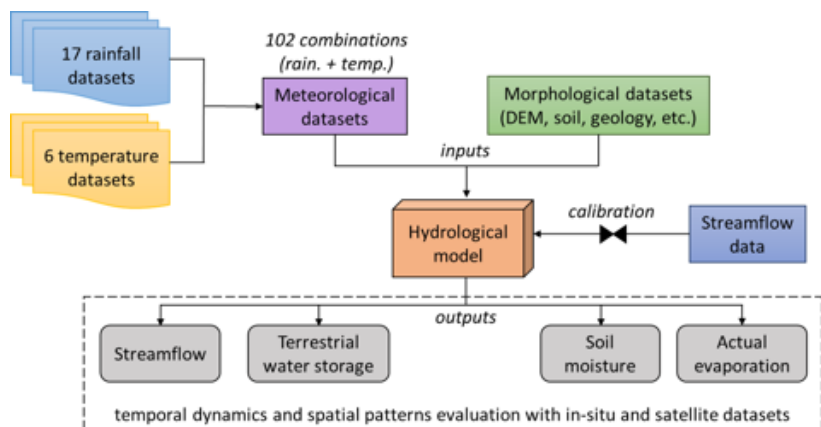 17 rainfall
datasets
6 temperature
datasets
102 combinations
(rain. + temp.)
Meteorological
datasets
Morphological datasets
(DEM, soil, geology, etc.)
inputs
Hydrological
model
calibration
Streamflow
data
outputs
Streamflow
Terrestrial
water storage
Soil
moisture
Actual
evaporation
temporal dynamics and spatial patterns evaluation with in-situ and satellite datasets